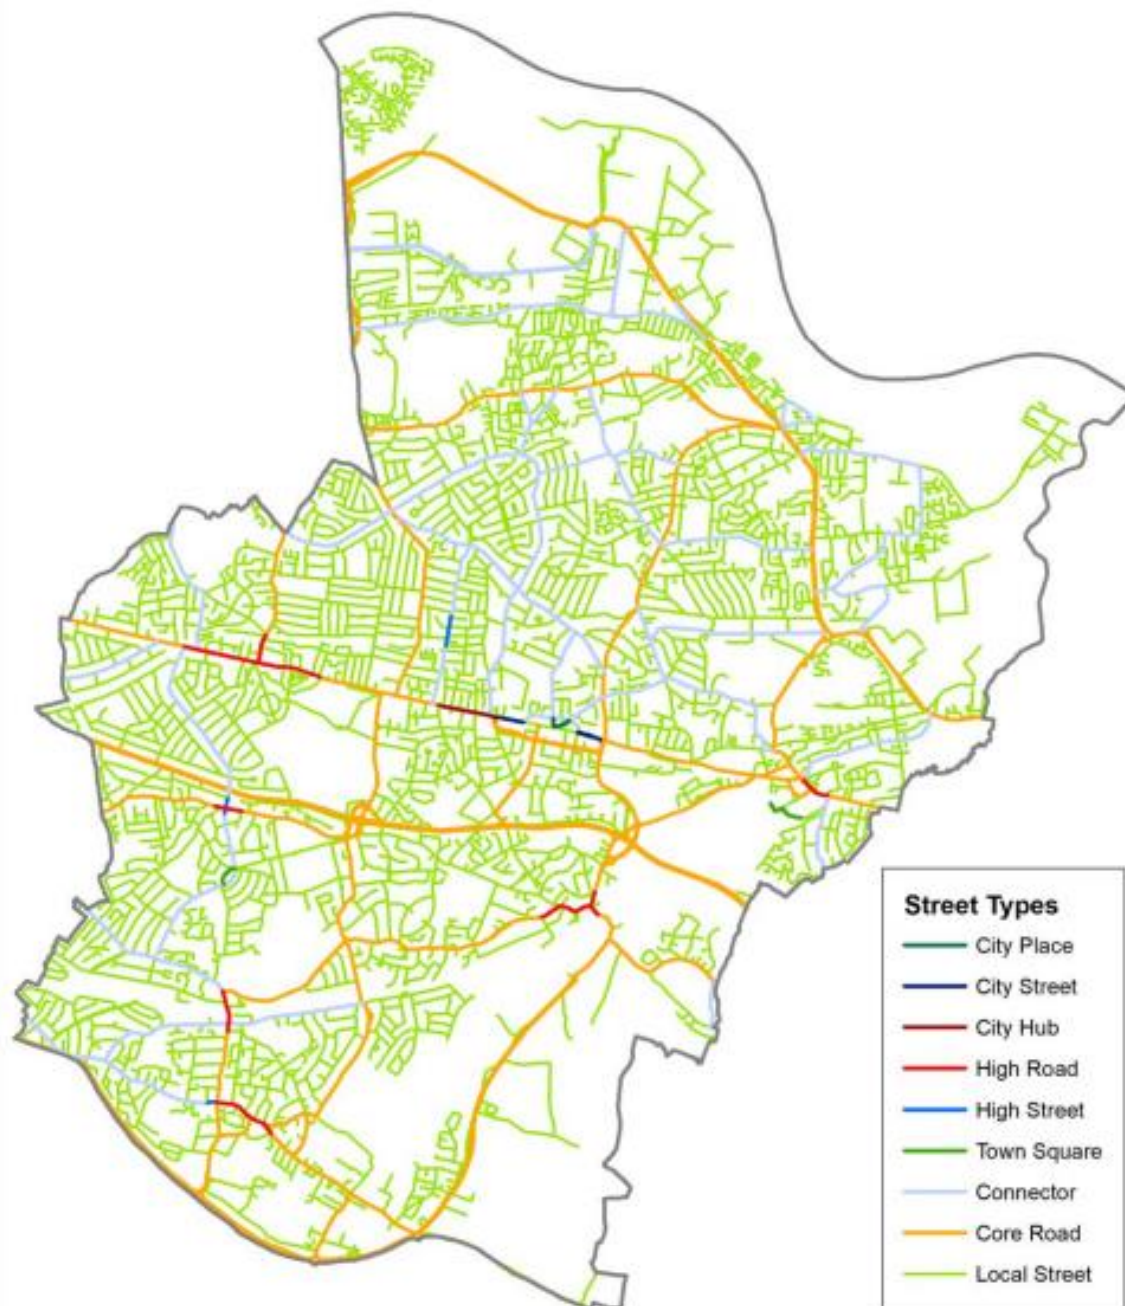 Street Types
City Place
City Street
City Hub
High Road
High Street
Town Square
Connector
Core Road
Local Street